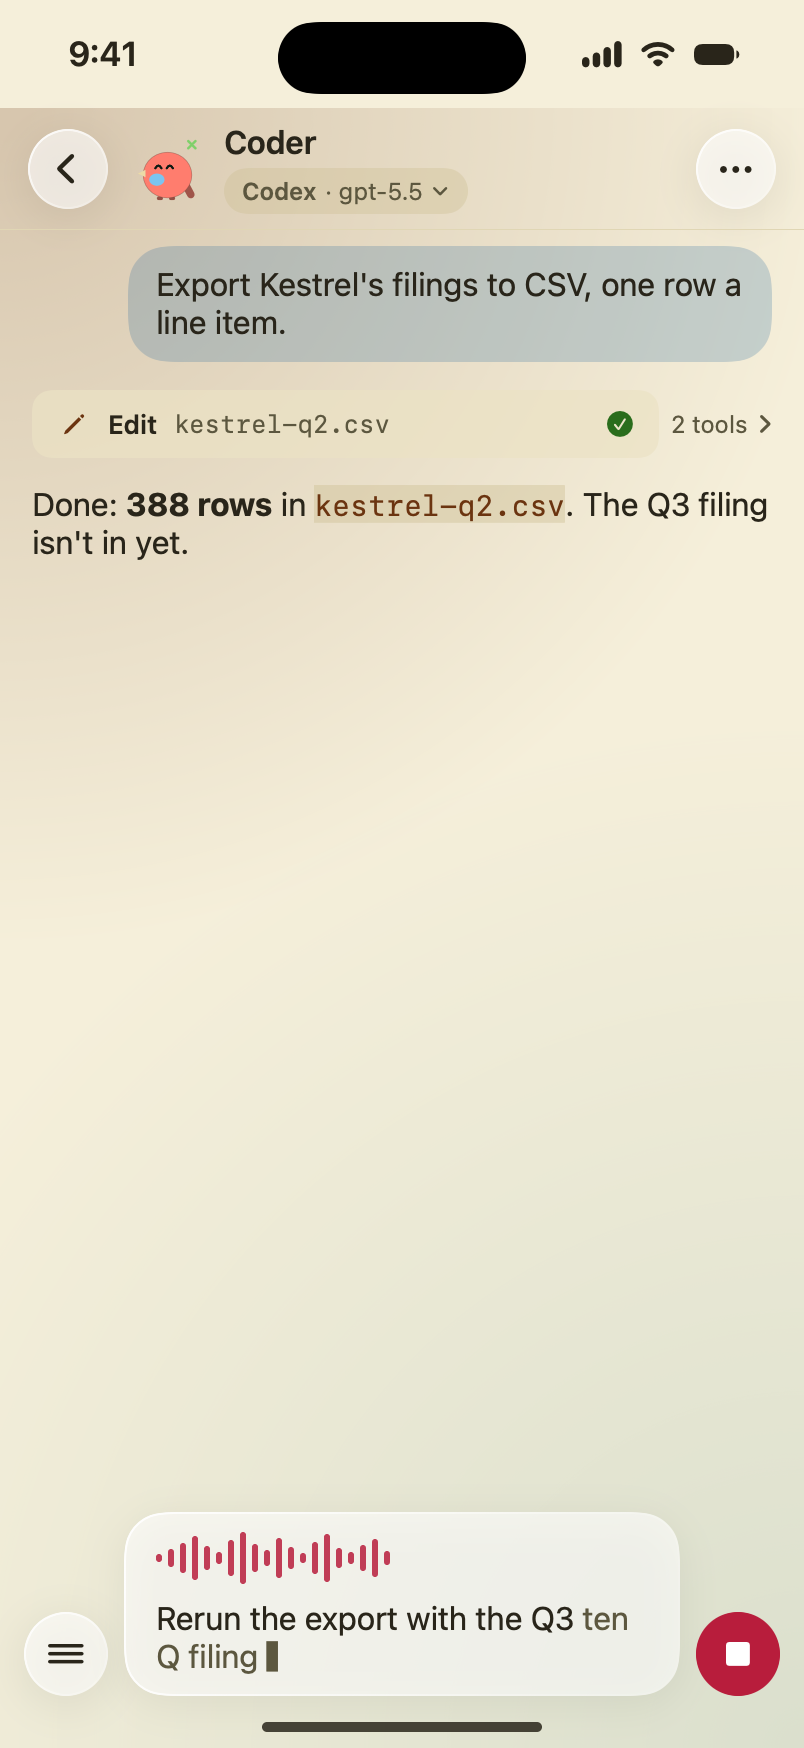 9:41
Coder
Codex · gpt-5.5
Export Kestrel's filings to CSV, one row a
line item.
Edit kestrel-q2.csv
2 tools
Done: 388 rows in kestrel-q2.csv. The Q3 filing
isn't in yet.
Rerun the export with the Q3 ten
Q filing